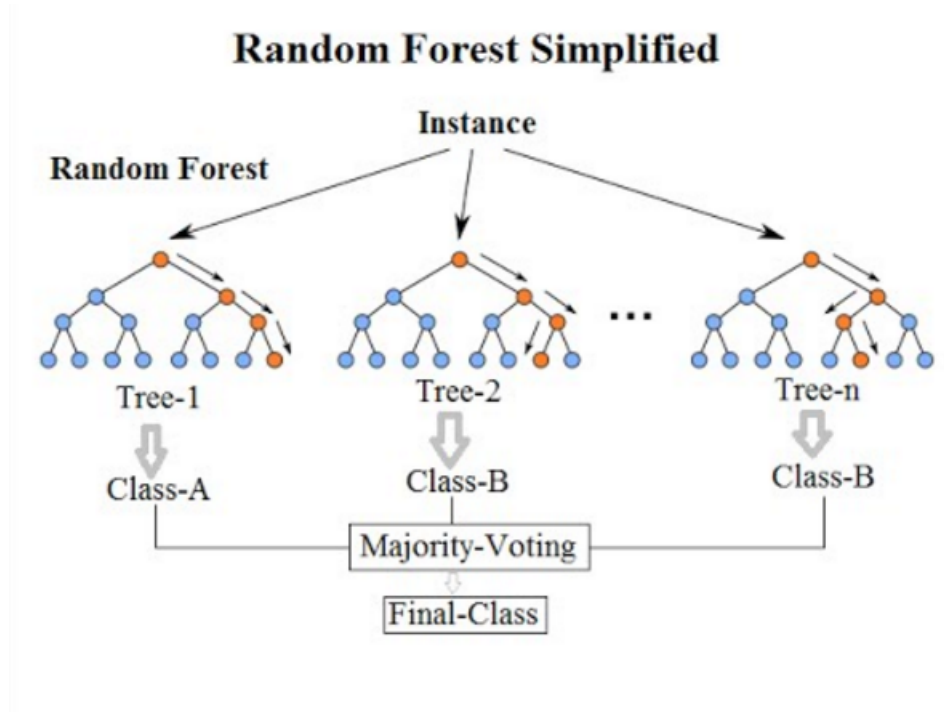 Random Forest Simplified
Instance
Random Forest
...
Tree-1
Tree-2
Tree-n
Class-A
Class-B
Class-B
Majority-Voting
Final-Class